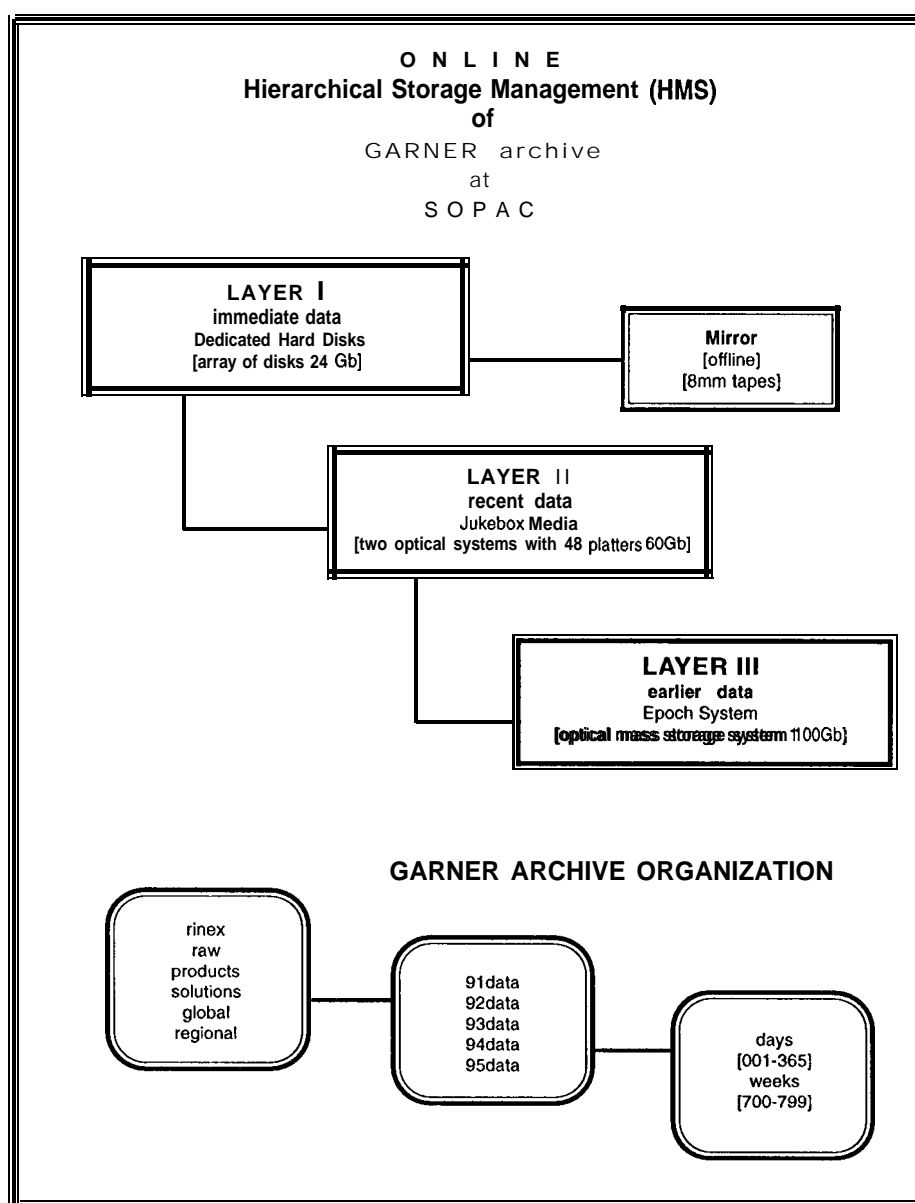 O N L I N E
Hierarchical Storage Management (HMS)
of
GARNER archive
at
SOPAC
LAYER I
immediate data
Dedicated Hard Disks
[array of disks 24 Gb]
Mirror
[offline]
[8mm tapes]
LAYER II
recent data
Jukebox Media
[two optical systems with 48 platters 60Gb]
LAYER III
earlier data
Epoch System
[optical mass storage system 1100Gb]
GARNER ARCHIVE ORGANIZATION
rinex
raw
products
solutions
global
regional
91data
92data
93data
94data
95data
days
[001-365]
weeks
[700-799]